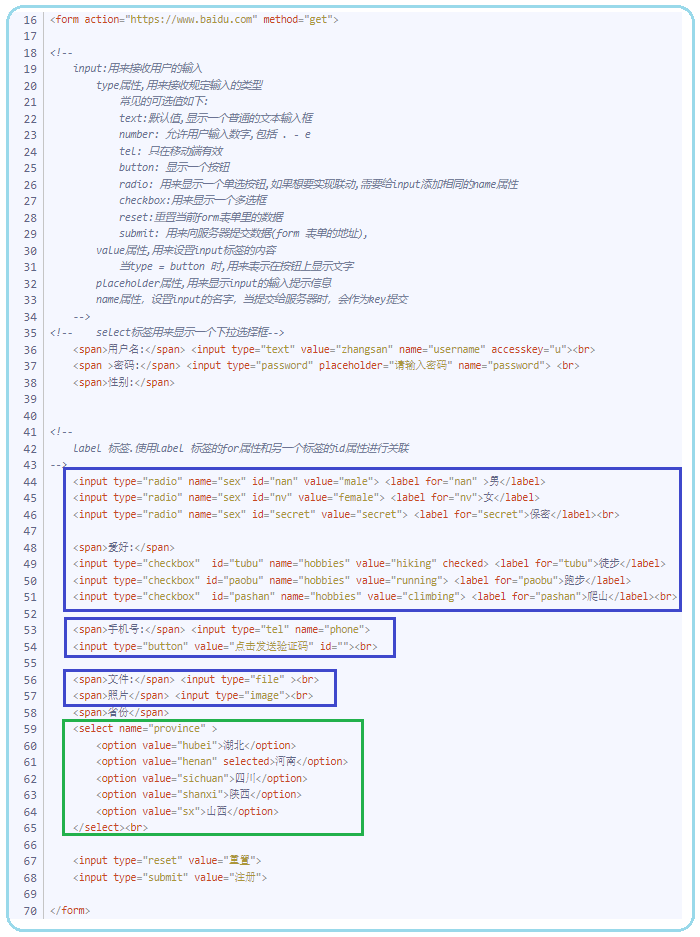 16 <form action="https://www.baidu.com" method="get">
17
18 <!--
19 input:用来接收用户的输入
20 type属性,用来接收规定输入的类型
21 常见的可选值如下:
22 text:默认值,显示一个普通的文本输入框
23 number: 允许用户输入数字,包括 . - e
24 tel: 只在移动端有效
25 button: 显示一个按钮
26 radio: 用来显示一个单选按钮,如果想要实现联动,需要给input添加相同的name属性
27 checkbox:用来显示一个多选框
28 reset:重置当前form表单里的数据
29 submit: 用来向服务器提交数据(form 表单的地址),
30 value属性,用来设置input标签的内容
31 当type = button 时,用来表示在按钮上显示文字
32 placeholder属性,用来显示input的输入提示信息
33 name属性，设置input的名字，当提交给服务器时，会作为key提交
34 -->
35 <!-- select标签用来显示一个下拉选择框-->
36 <span>用户名:</span> <input type="text" value="zhangsan" name="username" accesskey="u"><br>
37 <span >密码:</span> <input type="password" placeholder="请输入密码" name="password"> <br>
38 <span>性别:</span>
39
40
41 <!--
42 label 标签.使用label 标签的for属性和另一个标签的id属性进行关联
43 -->
44 <input type="radio" name="sex" id="nan" value="male"> <label for="nan" >男</label>
45 <input type="radio" name="sex" id="nv" value="female"> <label for="nv">女</label>
46 <input type="radio" name="sex" id="secret" value="secret"> <label for="secret">保密</label><br>
47
48 <span>爱好:</span>
49 <input type="checkbox"  id="tubu" name="hobbies" value="hiking" checked> <label for="tubu">徒步</label>
50 <input type="checkbox" id="paobu" name="hobbies" value="running"> <label for="paobu">跑步</label>
51 <input type="checkbox"  id="pashan" name="hobbies" value="climbing"> <label for="pashan">爬山</label><br>
52
53 <span>手机号:</span> <input type="tel" name="phone">
54 <input type="button" value="点击发送验证码" id=""><br>
55
56 <span>文件:</span> <input type="file" ><br>
57 <span>照片</span> <input type="image"><br>
58 <span>省份</span>
59 <select name="province" >
60 <option value="hubei">湖北</option>
61 <option value="henan" selected>河南</option>
62 <option value="sichuan">四川</option>
63 <option value="shanxi">陕西</option>
64 <option value="sx">山西</option>
65 </select><br>
66
67 <input type="reset" value="重置">
68 <input type="submit" value="注册">
69
70 </form>